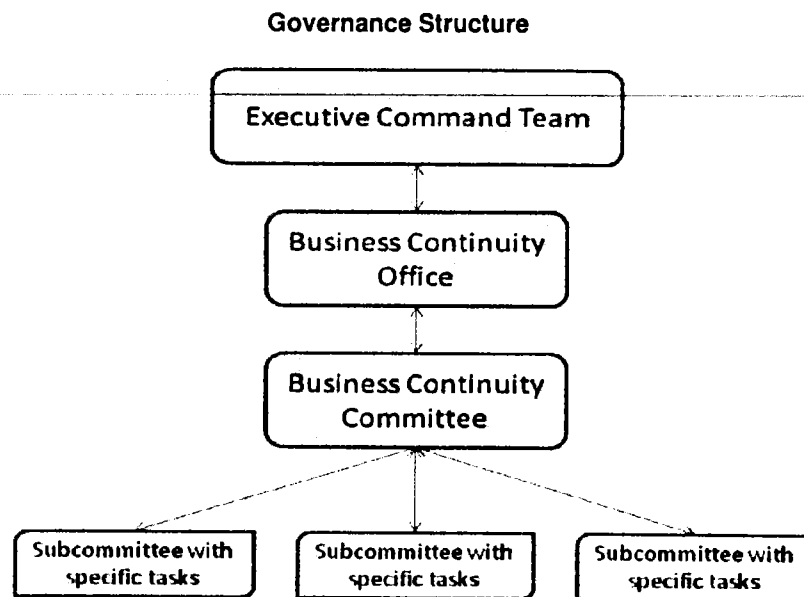 Governance Structure
Executive Command Team
Business Continuity
Office
Business Continuity
Committee
Subcommittee with
specific tasks
Subcommittee with
specific tasks
Subcommittee with
specific tasks